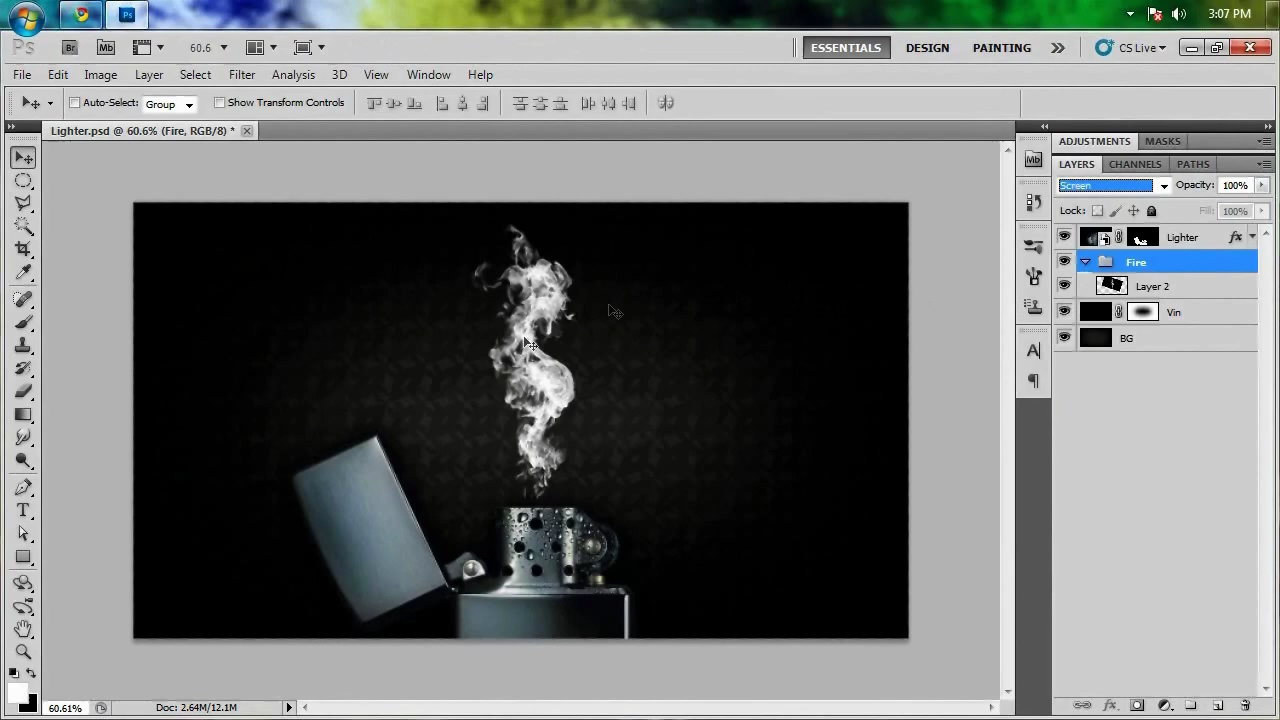 3:07 PM
Ps Br Mb 60.6 ESSENTIALS DESIGN PAINTING CS Live
File Edit Image Layer Select Filter Analysis 3D View Window Help
Auto-Select: Group Show Transform Controls
Lighter.psd @ 60.6% (Fire, RGB/8) *
ADJUSTMENTS MASKS
LAYERS CHANNELS PATHS
Screen Opacity: 100%
Lock: Fill: 100%
Lighter fx
Fire
Layer 2
Vin
BG
60.61% Doc: 2.64M/12.1M